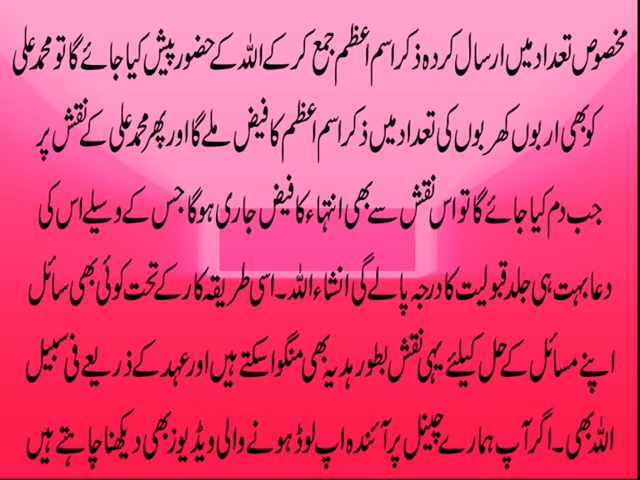 مخصوص تعداد میں ارسال کردہ ذکر اسم اعظم جمع کر کے اللہ کے حضور پیش کیا جائے گا تو محمد علی
کو بھی اربوں کھربوں کی تعداد میں ذکر اسم اعظم کا فیض ملے گا اور پھر محمد علی کے نقش پر
جب دم کیا جائے گا تو اس نقش سے بھی انتہاء کا فیض جاری ہو گا جس کے وسیلے اس کی
دعا بہت ہی جلد قبولیت کا درجہ پالے گی انشاء اللہ۔ اسی طریقہ کار کے تحت کوئی بھی سائل
اپنے مسائل کے حل کیلئے یہی نقش بطور ہدیہ بھی منگوا سکتے ہیں اور عہد کے ذریعے فی سبیل
اللہ بھی۔ اگر آپ ہمارے چینل پر آئندہ اپ لوڈ ہونے والی ویڈیوز بھی دیکھنا چاہتے ہیں